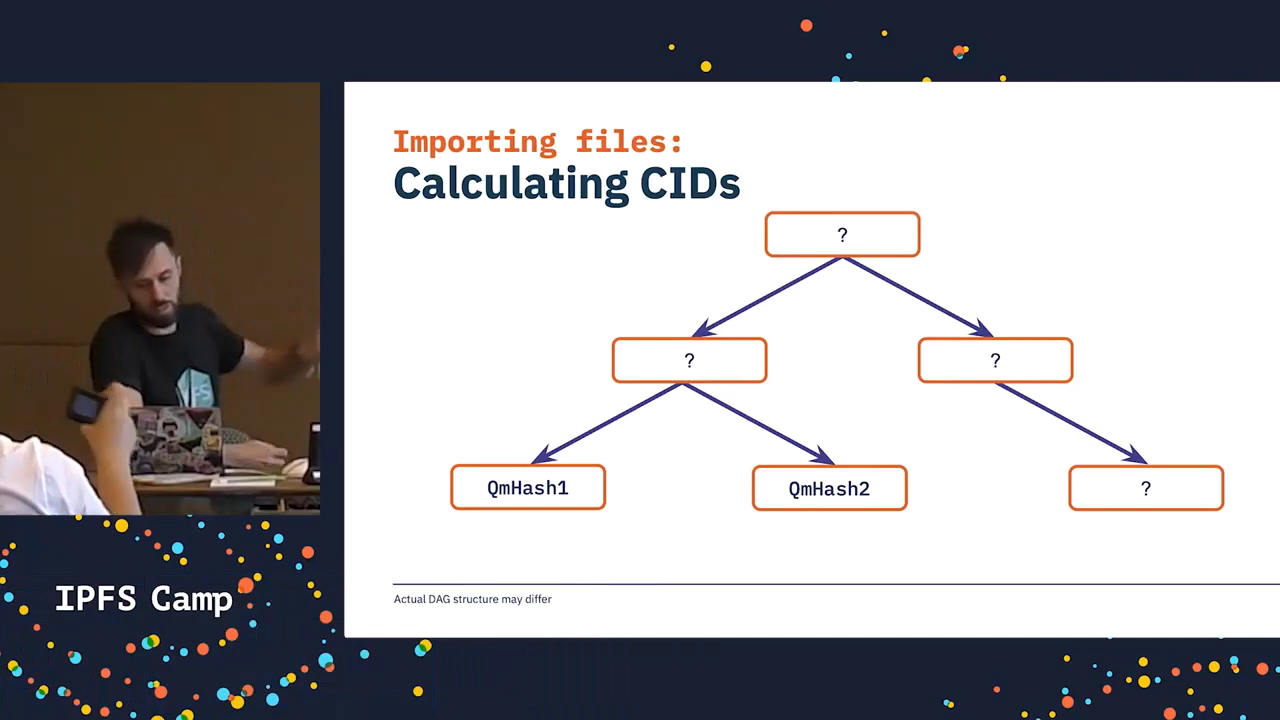 Importing files:
Calculating CIDs
?
?
?
QmHash1
QmHash2
?
Actual DAG structure may differ
IPFS Camp